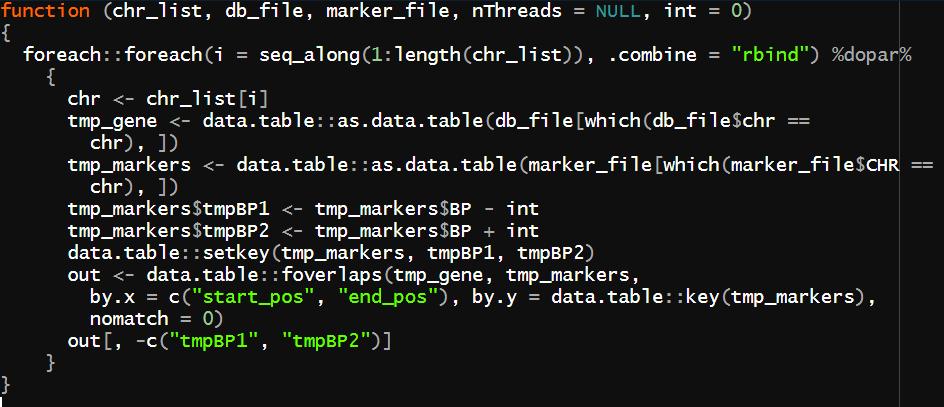 function (chr_list, db_file, marker_file, nThreads = NULL, int = 0)
{
  foreach::foreach(i = seq_along(1:length(chr_list)), .combine = "rbind") %dopar%
    {
      chr <- chr_list[i]
      tmp_gene <- data.table::as.data.table(db_file[which(db_file$chr ==
        chr), ])
      tmp_markers <- data.table::as.data.table(marker_file[which(marker_file$CHR ==
        chr), ])
      tmp_markers$tmpBP1 <- tmp_markers$BP - int
      tmp_markers$tmpBP2 <- tmp_markers$BP + int
      data.table::setkey(tmp_markers, tmpBP1, tmpBP2)
      out <- data.table::foverlaps(tmp_gene, tmp_markers,
        by.x = c("start_pos", "end_pos"), by.y = data.table::key(tmp_markers),
        nomatch = 0)
      out[, -c("tmpBP1", "tmpBP2")]
    }
}